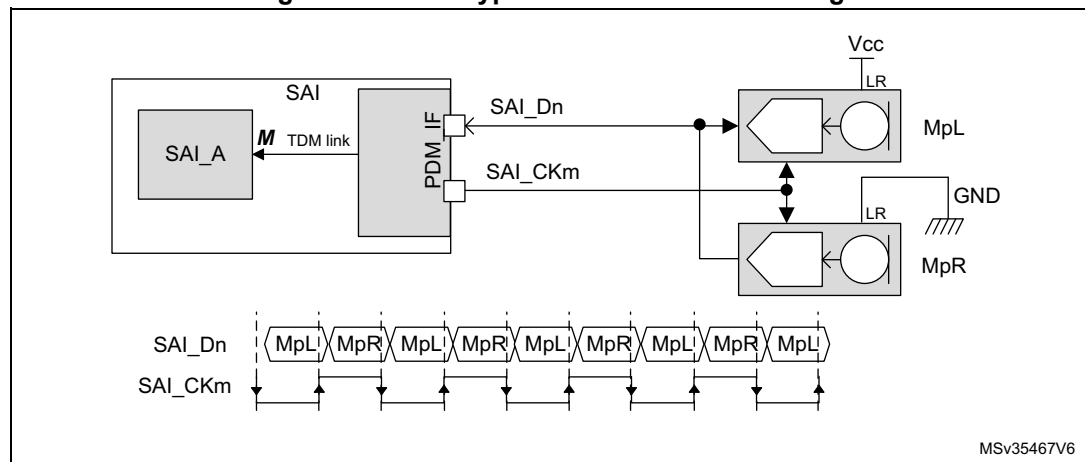 Vcc
SAI
LR
SAI_Dn
MpL
M TDM link
SAI_A
PDM_IF
SAI_CKm
GND
LR
MpR
SAI_Dn MpL MpR MpL MpR MpL MpR MpL MpR MpL
SAI_CKm
MSv35467V6